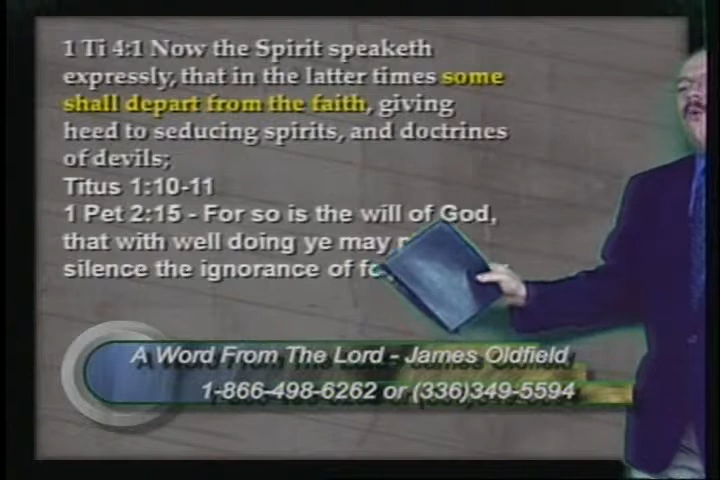 1 Ti 4:1 Now the Spirit speaketh
expressly, that in the latter times some
shall depart from the faith, giving
heed to seducing spirits, and doctrines
of devils;
Titus 1:10-11
1 Pet 2:15 - For so is the will of God,
that with well doing ye may
silence the ignorance of
A Word From The Lord - James Oldfield
1-866-498-6262 or (336)349-5594